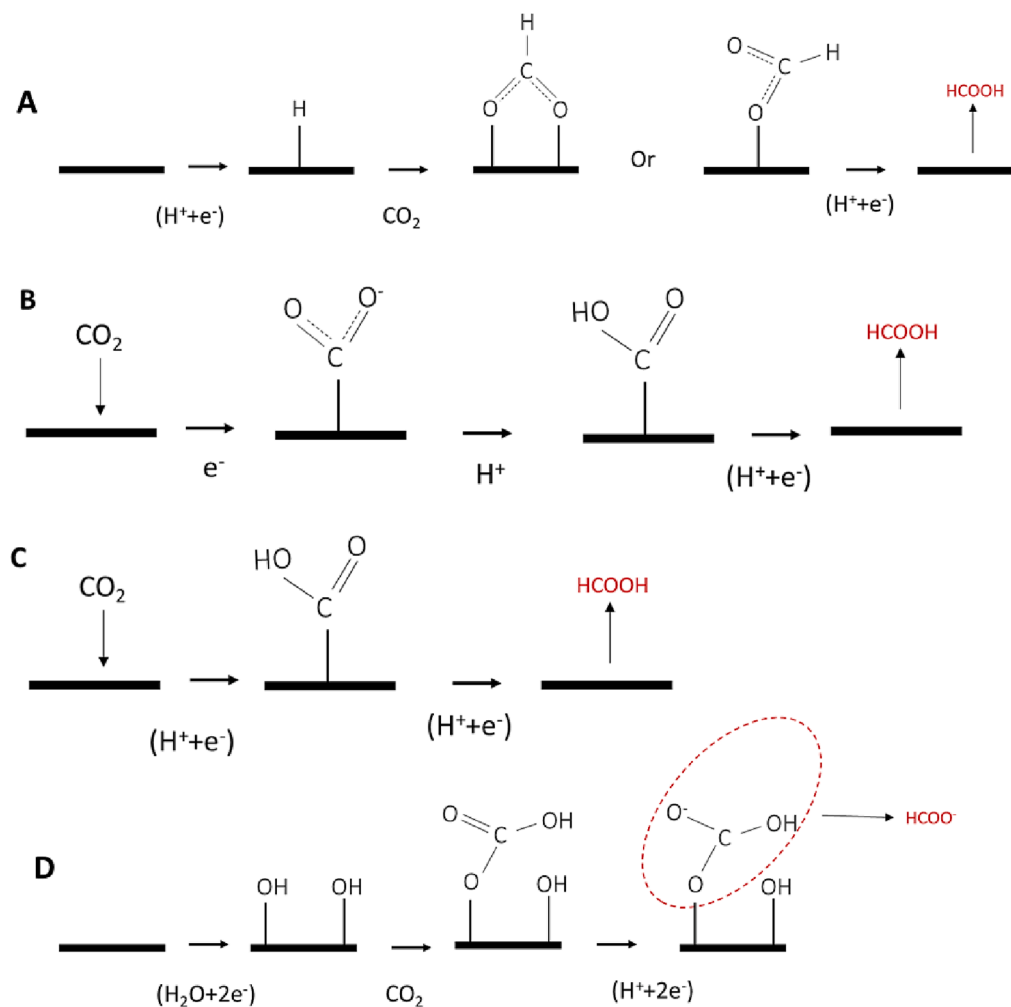 A
H
H
C
O O
Or
O
C
H
O
HCOOH
(H⁺+e⁻)
CO₂
(H⁺+e⁻)
B
CO₂
O O⁻
C
HO O
C
HCOOH
e⁻
H⁺
(H⁺+e⁻)
C
CO₂
HO O
C
HCOOH
(H⁺+e⁻)
(H⁺+e⁻)
D
OH OH
O
C
OH
O
OH
O⁻
C
OH
O
OH
HCOO⁻
(H₂O+2e⁻)
CO₂
(H⁺+2e⁻)